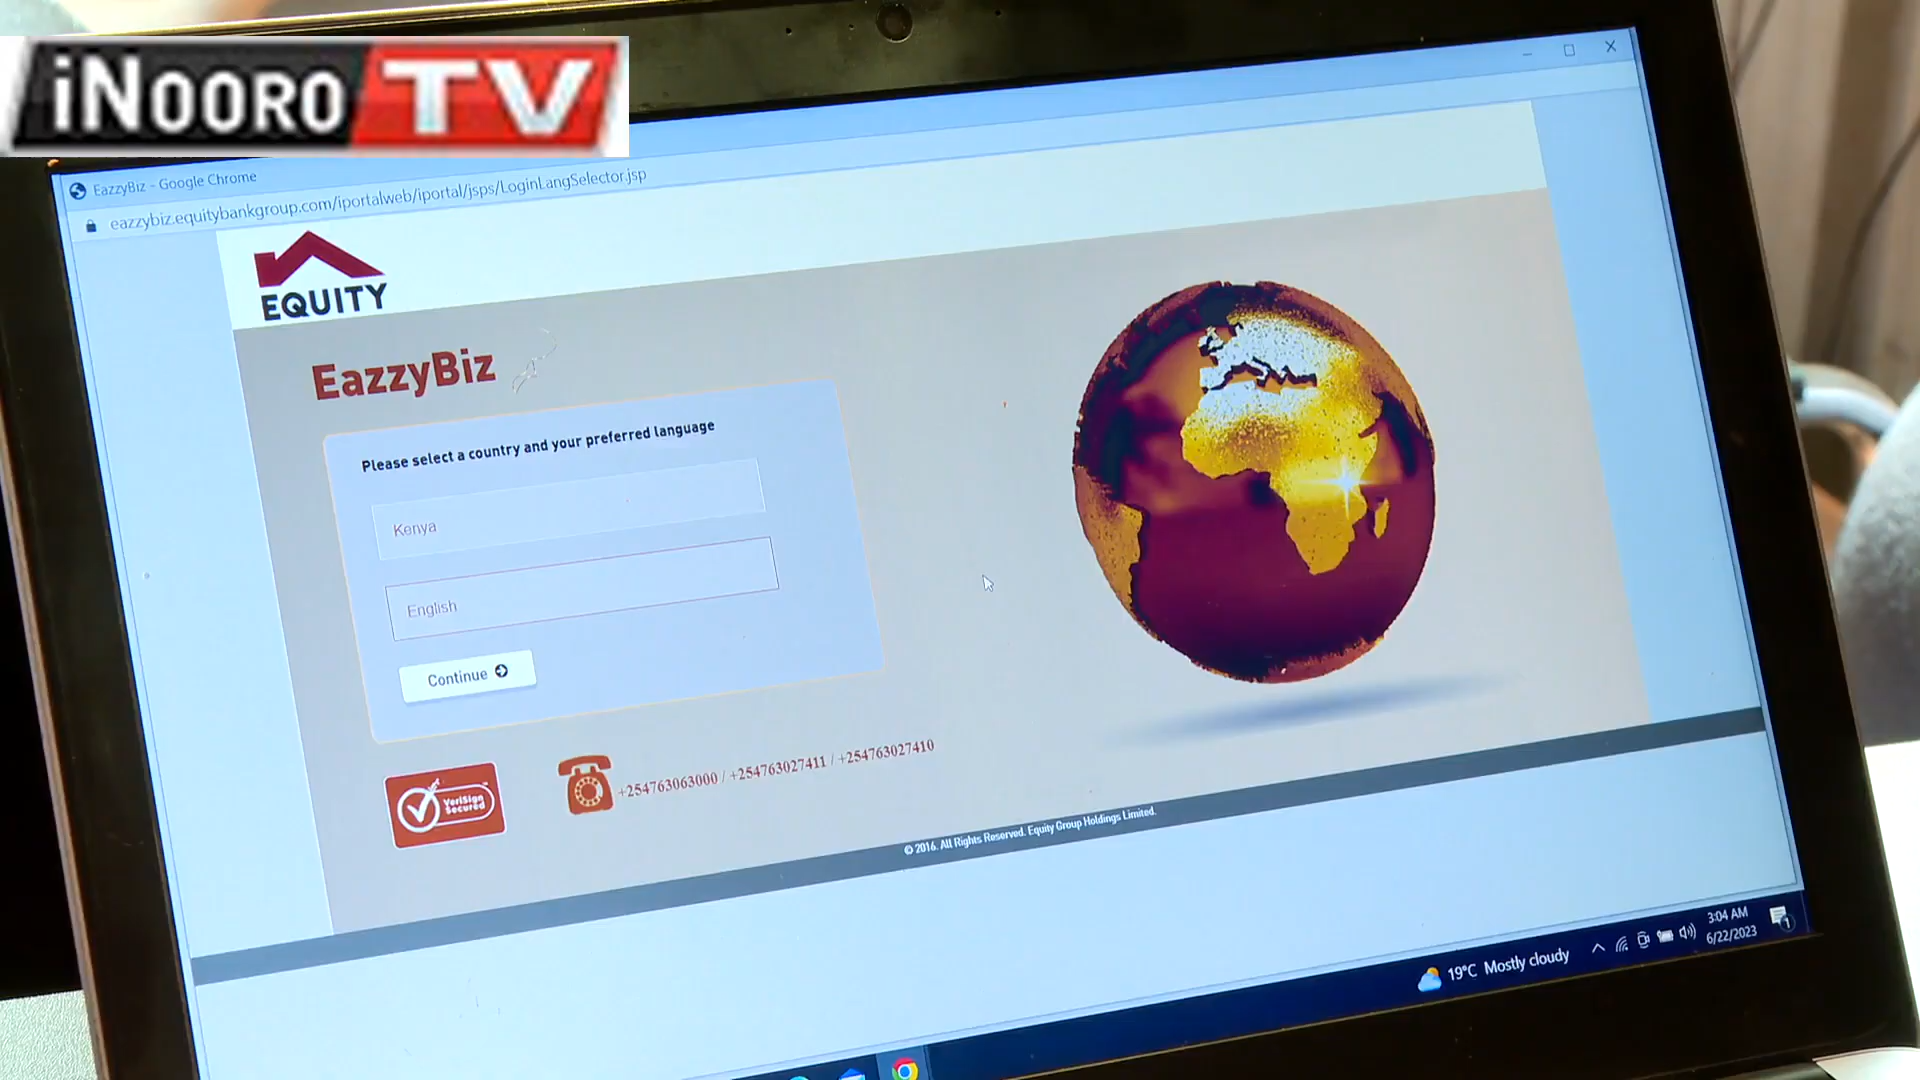 iNOORO TV
EazzyBiz - Google Chrome
eazzybiz.equitybankgroup.com/iportalweb/iportal/jsps/LoginLangSelector.jsp
EQUITY
EazzyBiz
Please select a country and your preferred language
Kenya
English
Continue
VeriSign
Secured
+254763063000 / +254763027411 / +254763027410
© 2016. All Rights Reserved. Equity Group Holdings Limited.
19°C Mostly cloudy
3:04 AM
6/22/2023
1